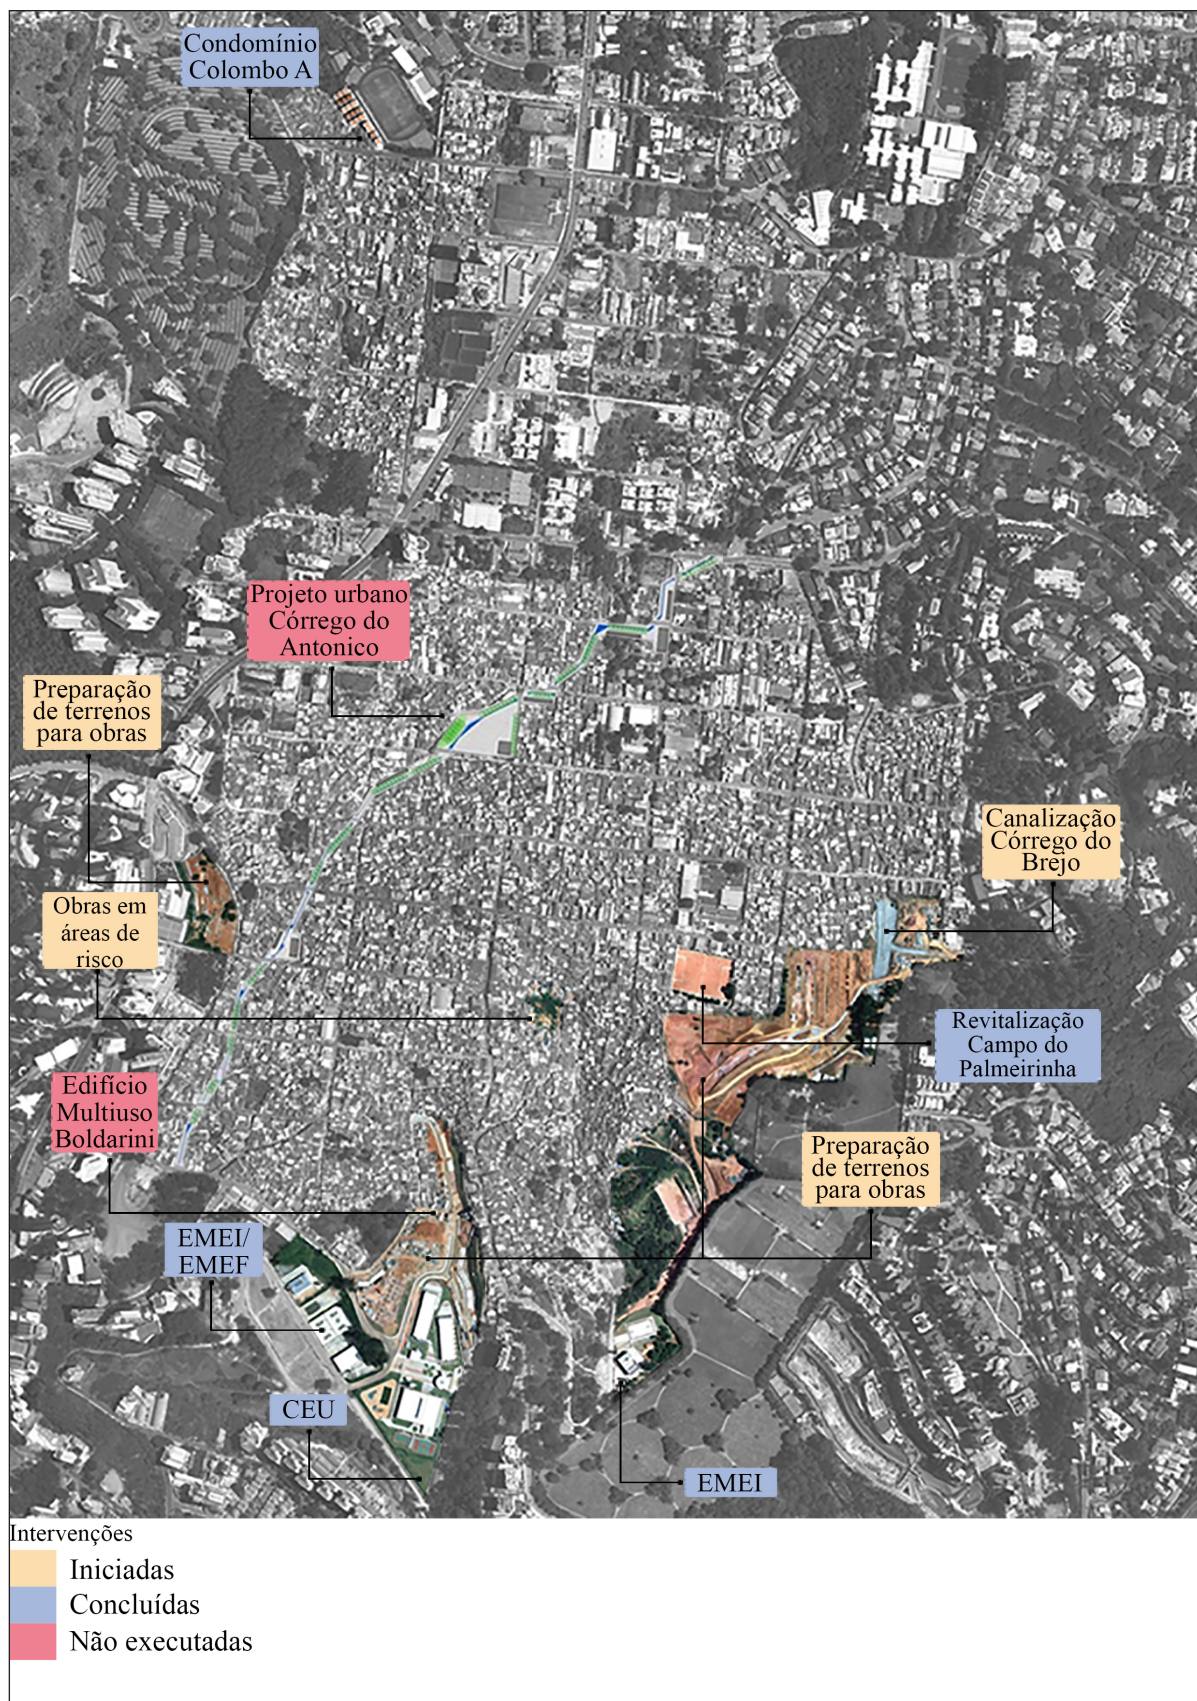 Condomínio
Colombo A
Projeto urbano
Córrego do
Antonico
Preparação
de terrenos
para obras
Canalização
Córrego do
Brejo
Obras em
áreas de
risco
Revitalização
Campo do
Palmeirinha
Edifício
Multiuso
Boldarini
Preparação
de terrenos
para obras
EMEI/
EMEF
CEU
EMEI
Intervenções
Iniciadas
Concluídas
Não executadas